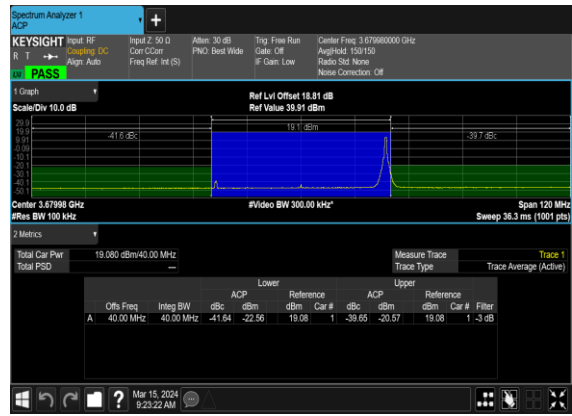 Spectrum Analyzer 1
ACP
KEYSIGHT Input: RF Input Z: 50 Ω Atten: 30 dB Trig: Free Run Center Freq: 3.679980000 GHz
R T Coupling: DC Corr CCorr PNO: Best Wide Gate: Off Avg|Hold: 150/150
Align: Auto Freq Ref: Int (S) IF Gain: Low Radio Std: None
Noise Correction: Off
PASS
1 Graph
Ref Lvl Offset 18.81 dB
Scale/Div 10.0 dB Ref Value 39.91 dBm
29.9
19.9 19.1 dBm
9.91 -41.6 dBc -39.7 dBc
-0.09
-10.1
-20.1
-30.1
-40.1
-50.1
Center 3.67998 GHz #Video BW 300.00 kHz* Span 120 MHz
#Res BW 100 kHz Sweep 36.3 ms (1001 pts)
2 Metrics
Total Car Pwr 19.080 dBm/40.00 MHz Measure Trace Trace 1
Total PSD --- Trace Type Trace Average (Active)
Lower Upper
ACP Reference ACP Reference
Offs Freq Integ BW dBc dBm dBm Car # dBc dBm dBm Car # Filter
A 40.00 MHz 40.00 MHz -41.64 -22.56 19.08 1 -39.65 -20.57 19.08 1 -3 dB
Mar 15, 2024
9:23:22 AM